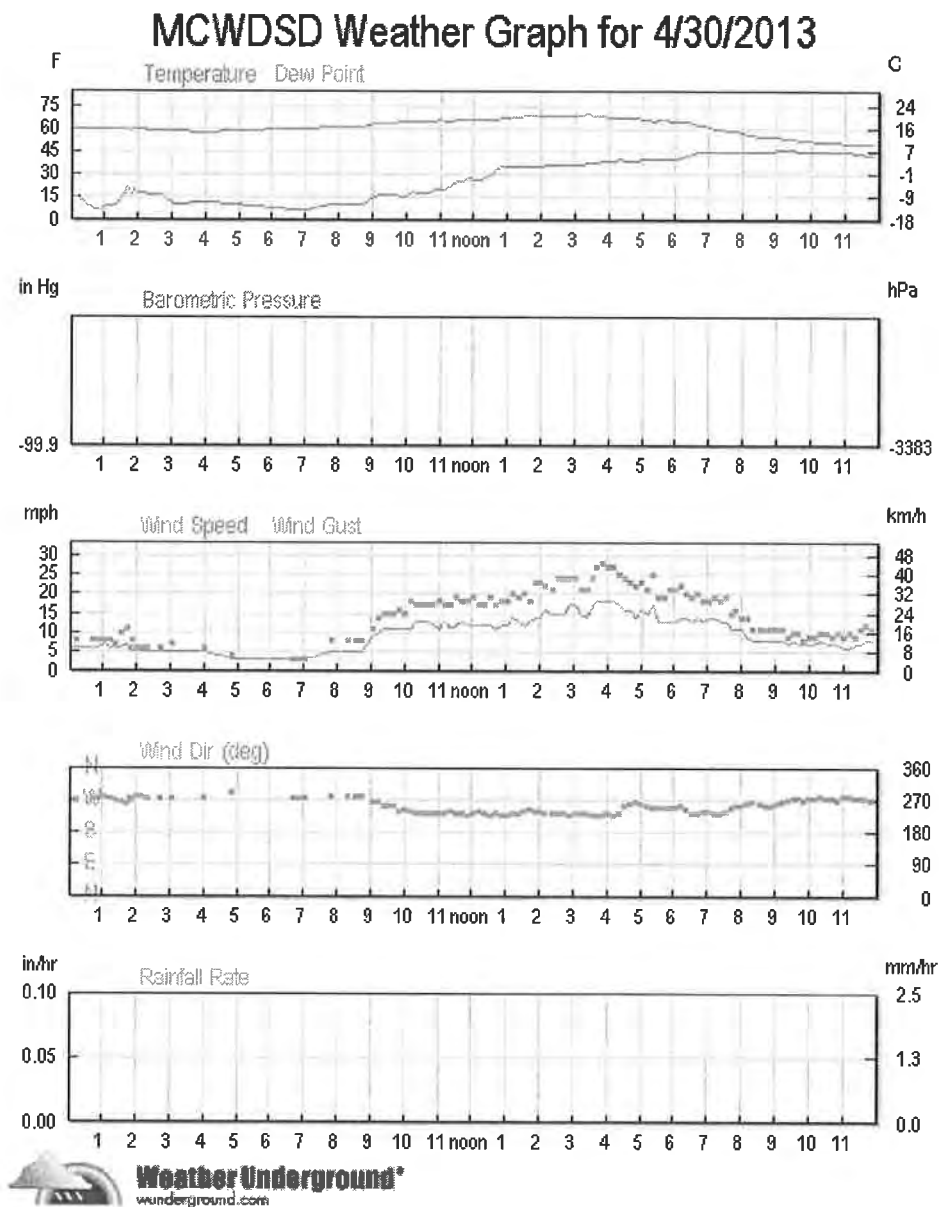 MCWDSD Weather Graph for 4/30/2013
F Temperature Dew Point C
75 24
60 16
45 7
30 -1
15 -9
0 -18
1 2 3 4 5 6 7 8 9 10 11 noon 1 2 3 4 5 6 7 8 9 10 11
in Hg Barometric Pressure hPa
-99.9 -3383
1 2 3 4 5 6 7 8 9 10 11 noon 1 2 3 4 5 6 7 8 9 10 11
mph Wind Speed Wind Gust km/h
30 48
25 40
20 32
15 24
10 16
5 8
0 0
1 2 3 4 5 6 7 8 9 10 11 noon 1 2 3 4 5 6 7 8 9 10 11
Wind Dir (deg)
N 360
W 270
S 180
E 90
N 0
1 2 3 4 5 6 7 8 9 10 11 noon 1 2 3 4 5 6 7 8 9 10 11
in/hr Rainfall Rate mm/hr
0.10 2.5
0.05 1.3
0.00 0.0
1 2 3 4 5 6 7 8 9 10 11 noon 1 2 3 4 5 6 7 8 9 10 11
Weather Underground®
wunderground.com